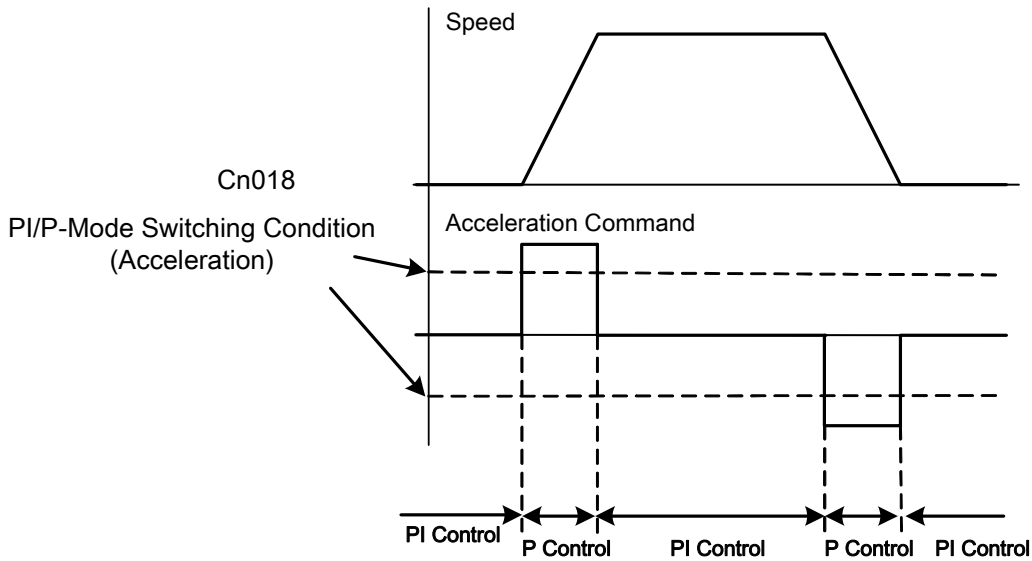 Speed
Cn018
PI/P-Mode Switching Condition
(Acceleration)
Acceleration Command
PI Control
P Control
PI Control
P Control
PI Control